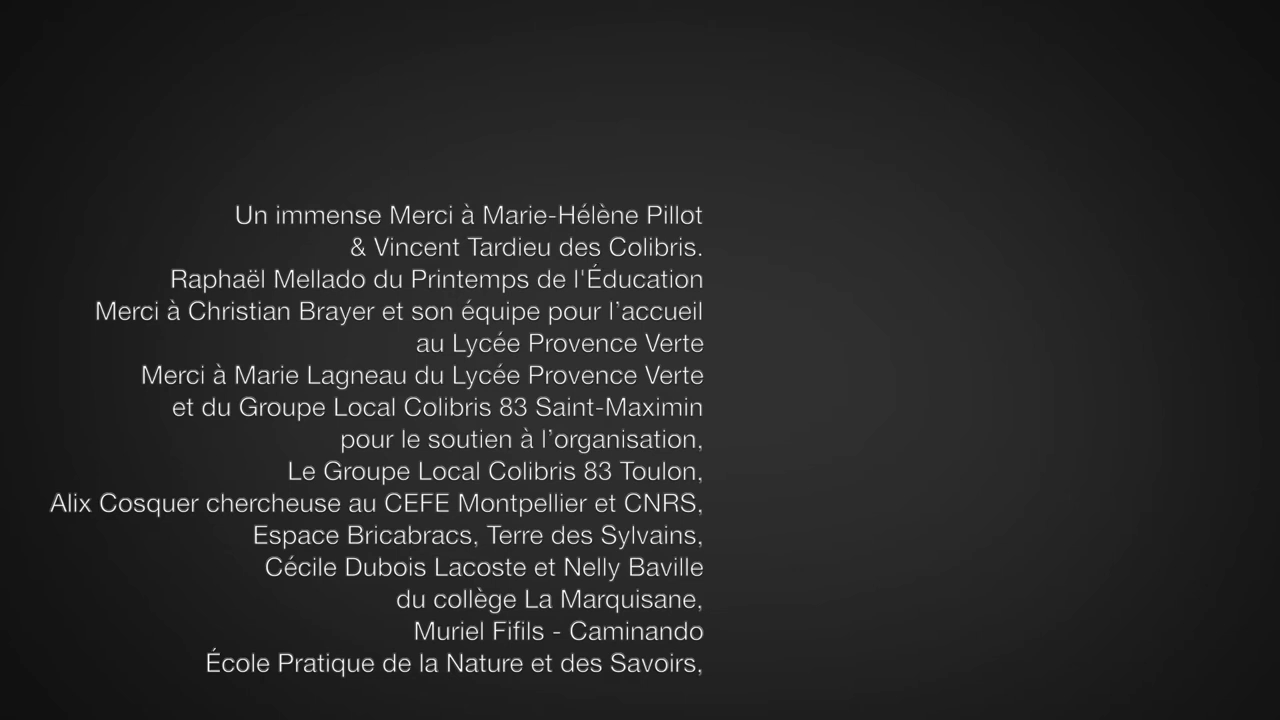 Un immense Merci à Marie-Hélène Pillot
& Vincent Tardieu des Colibris.
Raphaël Mellado du Printemps de l'Éducation
Merci à Christian Brayer et son équipe pour l’accueil
au Lycée Provence Verte
Merci à Marie Lagneau du Lycée Provence Verte
et du Groupe Local Colibris 83 Saint-Maximin
pour le soutien à l’organisation,
Le Groupe Local Colibris 83 Toulon,
Alix Cosquer chercheuse au CEFE Montpellier et CNRS,
Espace Bricabracs, Terre des Sylvains,
Cécile Dubois Lacoste et Nelly Baville
du collège La Marquisane,
Muriel Fifils - Caminando
École Pratique de la Nature et des Savoirs,